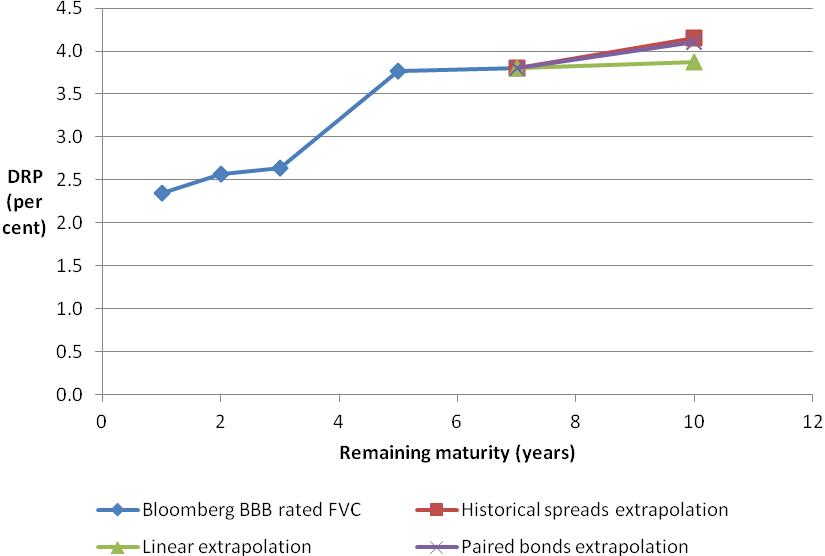 4.5
4.0
3.5
3.0
2.5
2.0
1.5
1.0
0.5
0.0
DRP
(per
cent)
0 2 4 6 8 10 12
Remaining maturity (years)
Bloomberg BBB rated FVC Historical spreads extrapolation
Linear extrapolation Paired bonds extrapolation